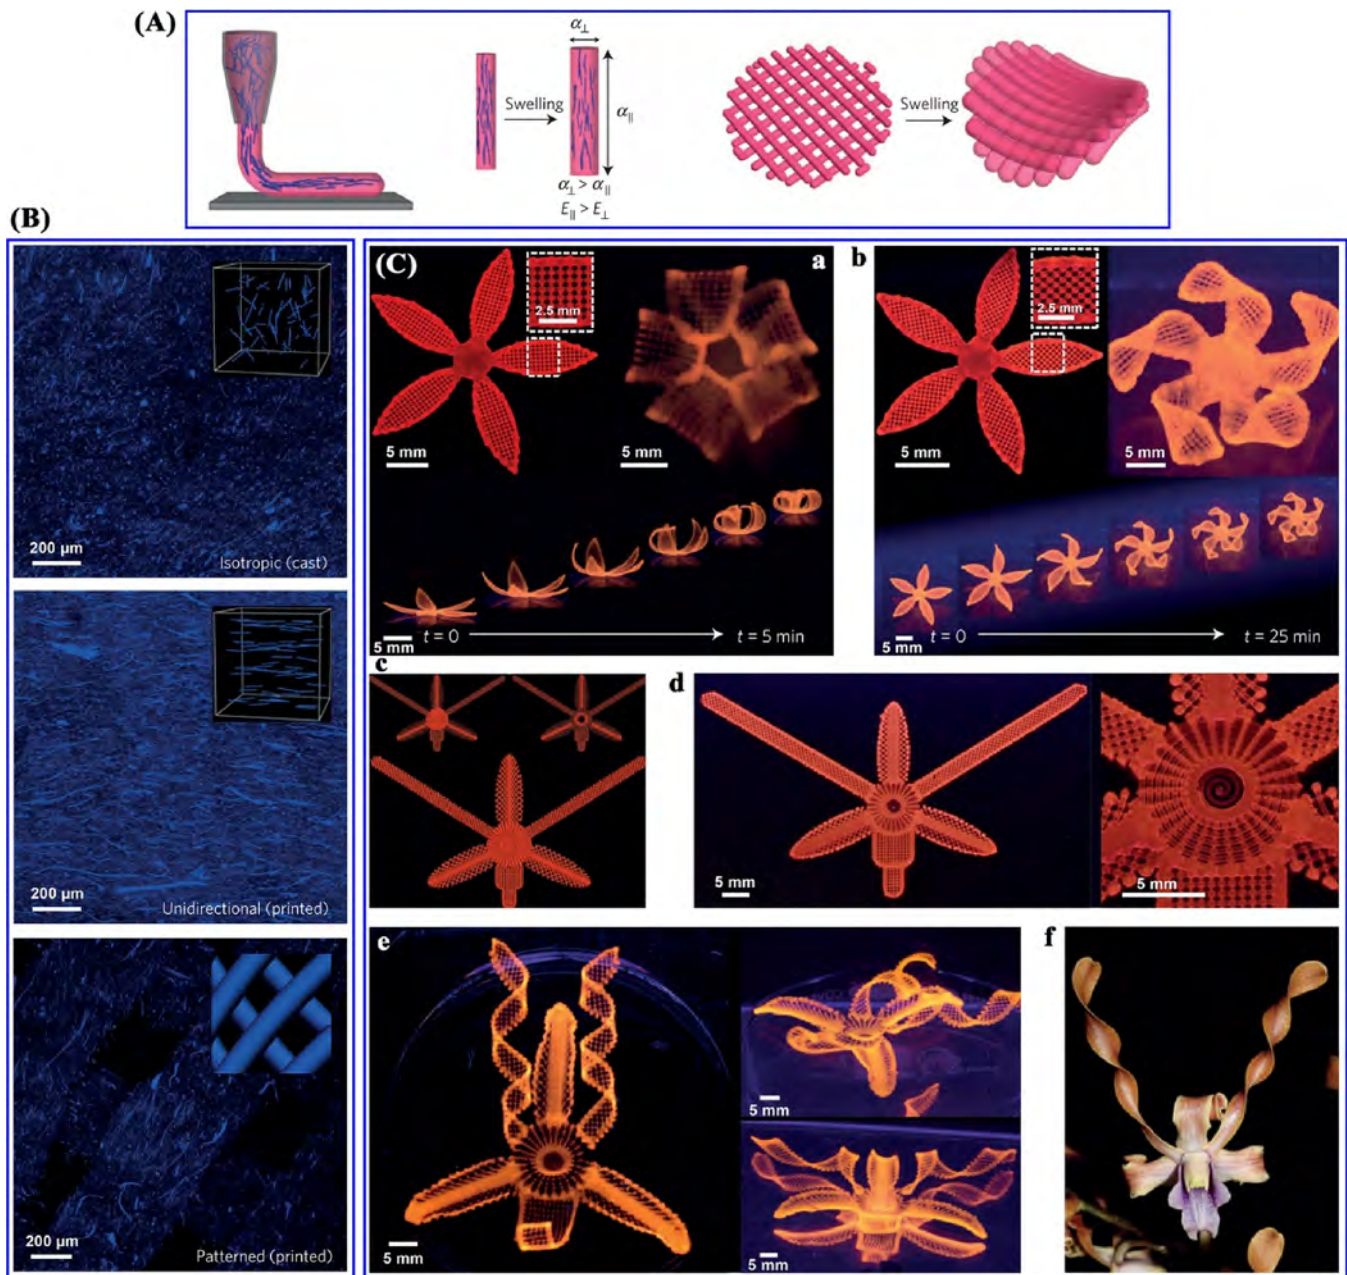 (A)
α⊥
Swelling
α∥
α⊥ > α∥
E∥ > E⊥
Swelling
(B)
200 µm
Isotropic (cast)
200 µm
Unidirectional (printed)
200 µm
Patterned (printed)
(C)
a
2.5 mm
5 mm
5 mm
5 mm
t = 0
t = 5 min
b
2.5 mm
5 mm
5 mm
5 mm
t = 0
t = 25 min
c
d
5 mm
5 mm
e
5 mm
5 mm
5 mm
f